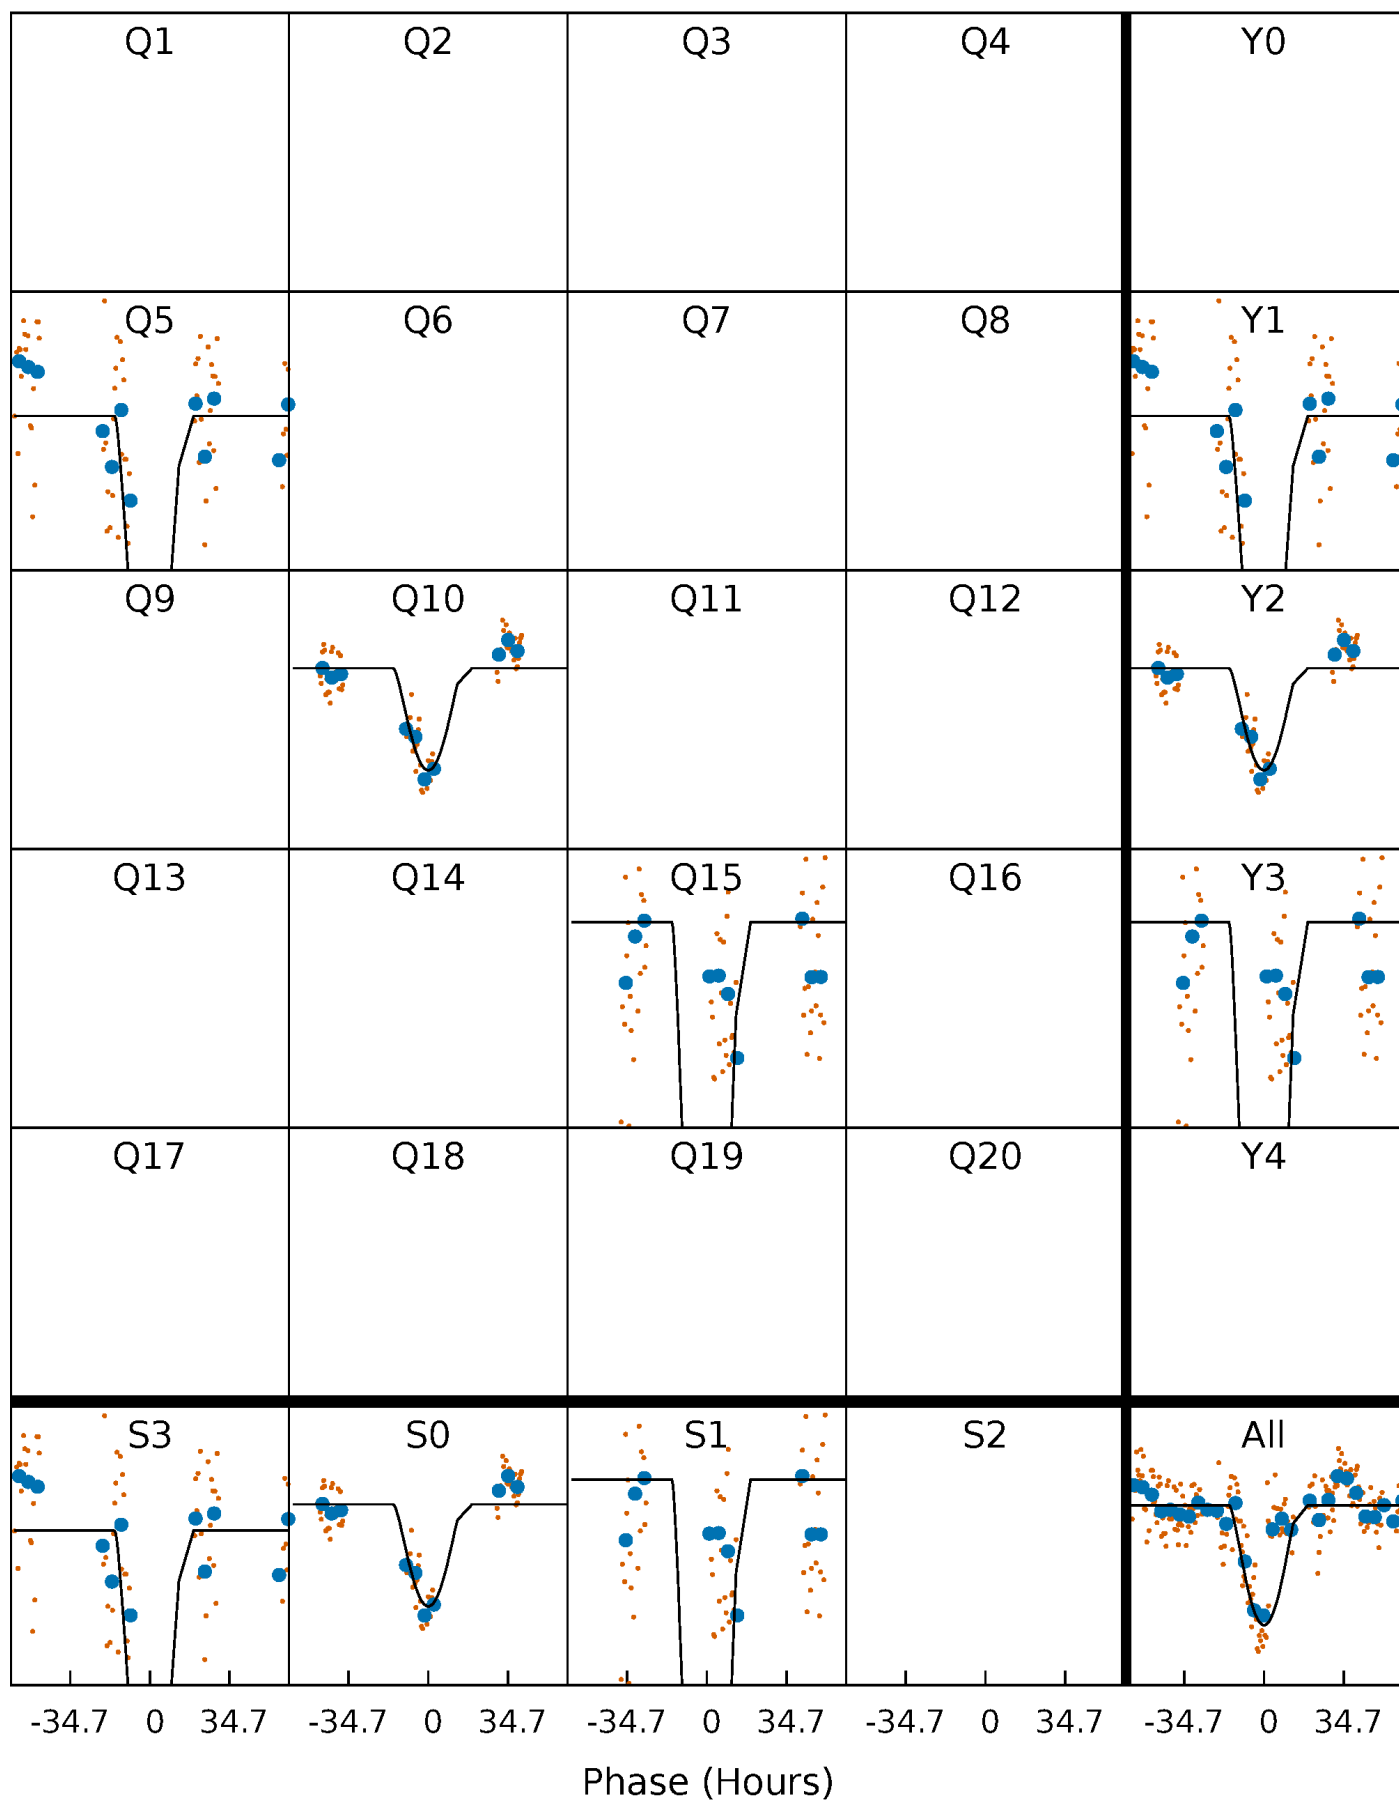 Q1 Q2 Q3 Q4 Y0
Q5 Q6 Q7 Q8 Y1
Q9 Q10 Q11 Q12 Y2
Q13 Q14 Q15 Q16 Y3
Q17 Q18 Q19 Q20 Y4
S3 S0 S1 S2 All
-34.7 0 34.7 -34.7 0 34.7 -34.7 0 34.7 -34.7 0 34.7 -34.7 0 34.7
Phase (Hours)